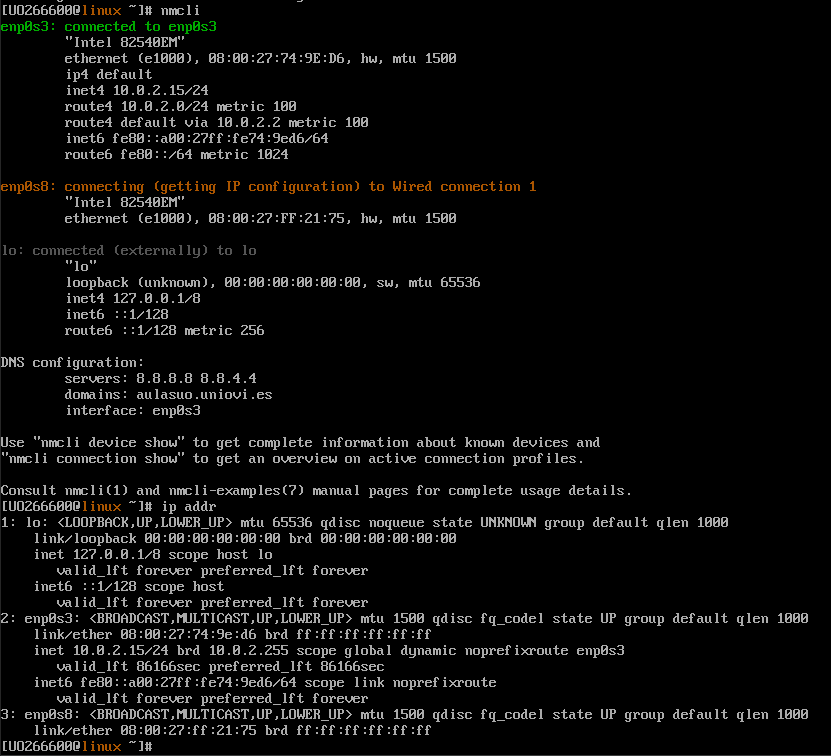 [UO266600@linux ~]# nmcli
enp0s3: connected to enp0s3
"Intel 82540EM"
ethernet (e1000), 08:00:27:74:9E:D6, hw, mtu 1500
ip4 default
inet4 10.0.2.15/24
route4 10.0.2.0/24 metric 100
route4 default via 10.0.2.2 metric 100
inet6 fe80::a00:27ff:fe74:9ed6/64
route6 fe80::/64 metric 1024
enp0s8: connecting (getting IP configuration) to Wired connection 1
"Intel 82540EM"
ethernet (e1000), 08:00:27:FF:21:75, hw, mtu 1500
lo: connected (externally) to lo
"lo"
loopback (unknown), 00:00:00:00:00:00, sw, mtu 65536
inet4 127.0.0.1/8
inet6 ::1/128
route6 ::1/128 metric 256
DNS configuration:
servers: 8.8.8.8 8.8.4.4
domains: aulasuo.uniovi.es
interface: enp0s3
Use "nmcli device show" to get complete information about known devices and
"nmcli connection show" to get an overview on active connection profiles.
Consult nmcli(1) and nmcli-examples(7) manual pages for complete usage details.
[UO266600@linux ~]# ip addr
1: lo: <LOOPBACK,UP,LOWER_UP> mtu 65536 qdisc noqueue state UNKNOWN group default qlen 1000
link/loopback 00:00:00:00:00:00 brd 00:00:00:00:00:00
inet 127.0.0.1/8 scope host lo
valid_lft forever preferred_lft forever
inet6 ::1/128 scope host
valid_lft forever preferred_lft forever
2: enp0s3: <BROADCAST,MULTICAST,UP,LOWER_UP> mtu 1500 qdisc fq_codel state UP group default qlen 1000
link/ether 08:00:27:74:9e:d6 brd ff:ff:ff:ff:ff:ff
inet 10.0.2.15/24 brd 10.0.2.255 scope global dynamic noprefixroute enp0s3
valid_lft 86166sec preferred_lft 86166sec
inet6 fe80::a00:27ff:fe74:9ed6/64 scope link noprefixroute
valid_lft forever preferred_lft forever
3: enp0s8: <BROADCAST,MULTICAST,UP,LOWER_UP> mtu 1500 qdisc fq_codel state UP group default qlen 1000
link/ether 08:00:27:ff:21:75 brd ff:ff:ff:ff:ff:ff
[UO266600@linux ~]#